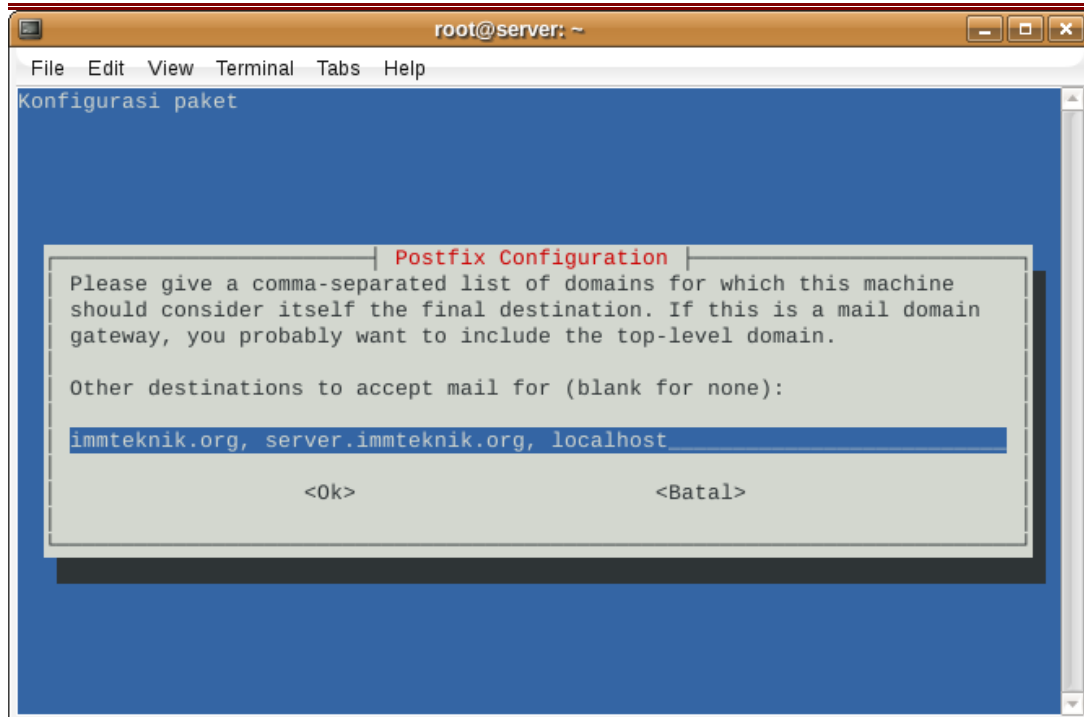 root@server: ~
File Edit View Terminal Tabs Help
Konfigurasi paket
Postfix Configuration
Please give a comma-separated list of domains for which this machine
should consider itself the final destination. If this is a mail domain
gateway, you probably want to include the top-level domain.
Other destinations to accept mail for (blank for none):
immteknik.org, server.immteknik.org, localhost
<Ok> <Batal>